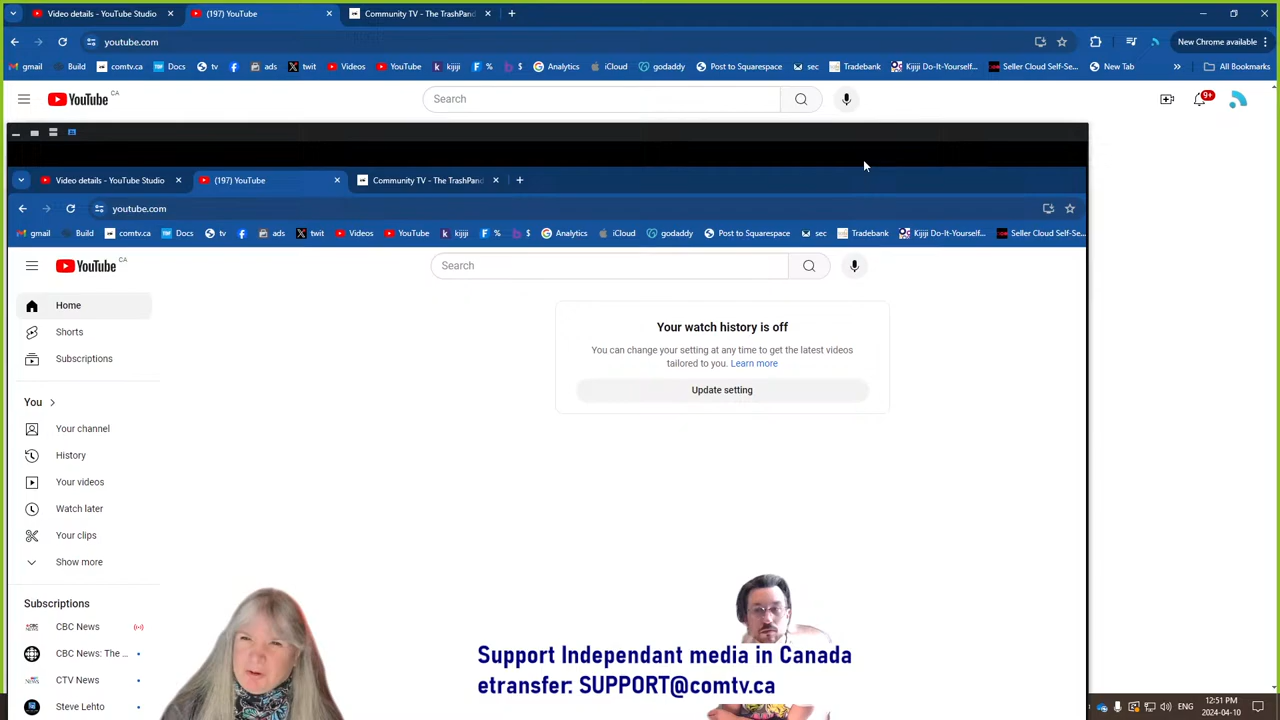 Video details - YouTube Studio (197) YouTube Community TV - The TrashPand
youtube.com New Chrome available
gmail Build comtv.ca Docs tv ads twit Videos YouTube kijiji % $ Analytics iCloud godaddy Post to Squarespace sec Tradebank Kijiji Do-It-Yourself... Seller Cloud Self-Se... New Tab » All Bookmarks
YouTube CA Search 9+
Video details - YouTube Studio (197) YouTube Community TV - The TrashPand
youtube.com
gmail Build comtv.ca Docs tv ads twit Videos YouTube kijiji % $ Analytics iCloud godaddy Post to Squarespace sec Tradebank Kijiji Do-It-Yourself... Seller Cloud Self-Se
YouTube CA Search
Home
Shorts
Subscriptions
You
Your channel
History
Your videos
Watch later
Your clips
Show more
Subscriptions
CBC News
CBC News: The ...
CTV News
Steve Lehto
Your watch history is off
You can change your setting at any time to get the latest videos
tailored to you. Learn more
Update setting
Support Independant media in Canada
etransfer: SUPPORT@comtv.ca
ENG 12:51 PM
2024-04-10